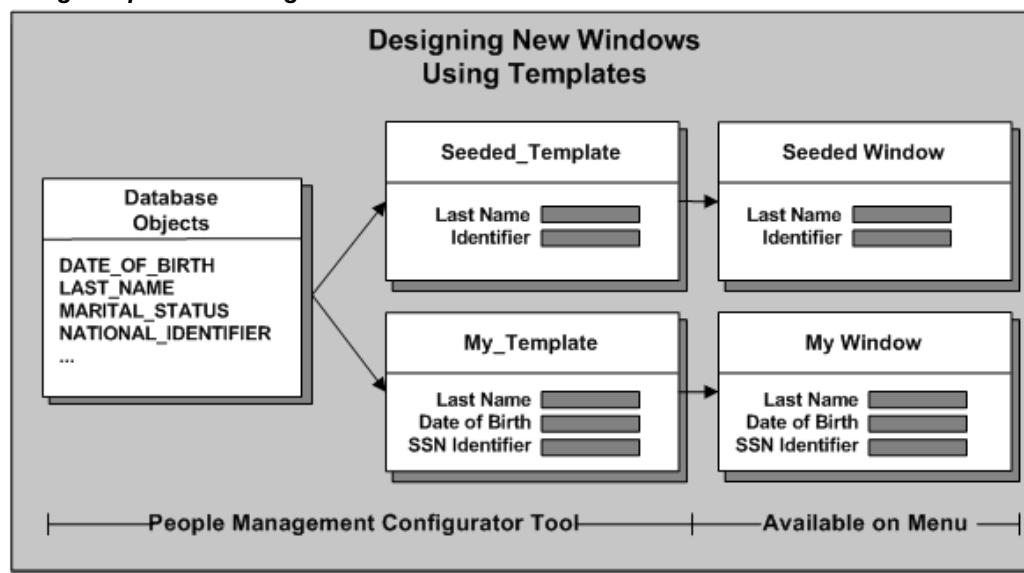 Designing New Windows
Using Templates
Database
Objects
DATE_OF_BIRTH
LAST_NAME
MARITAL_STATUS
NATIONAL_IDENTIFIER
...
Seeded_Template
Last Name
Identifier
Seeded Window
Last Name
Identifier
My_Template
Last Name
Date of Birth
SSN Identifier
My Window
Last Name
Date of Birth
SSN Identifier
People Management Configurator Tool
Available on Menu